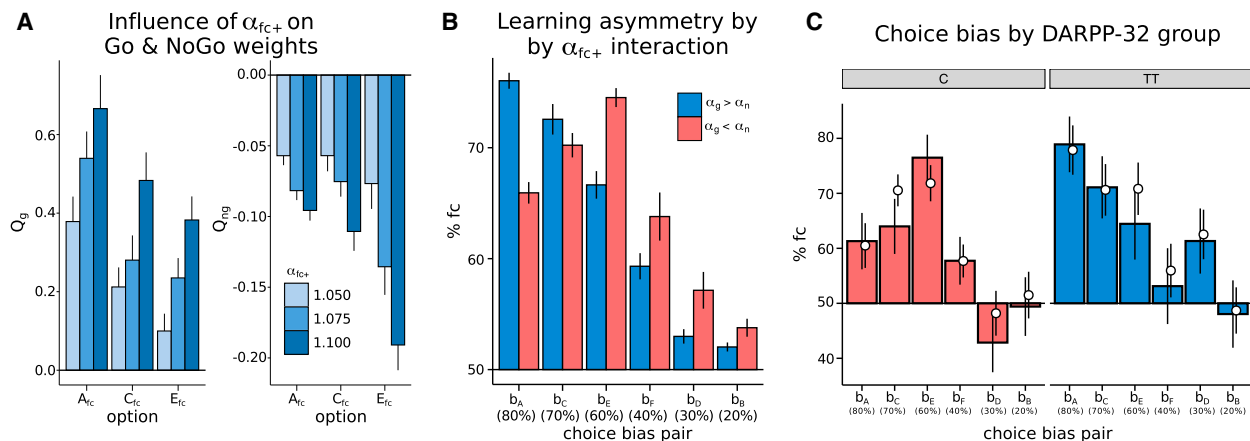 A
Influence of αfc+ on
Go & NoGo weights
Qg
0.6
0.4
0.2
0.0
Afc
Cfc
Efc
option
Qng
0.00
-0.05
-0.10
-0.15
-0.20
αfc+
1.050
1.075
1.100
Afc
Cfc
Efc
option
B
Learning asymmetry by
by αfc+ interaction
% fc
70
60
50
αg > αn
αg < αn
bA
(80%)
bC
(70%)
bE
(60%)
bF
(40%)
bD
(30%)
bB
(20%)
choice bias pair
C
Choice bias by DARPP-32 group
C
TT
% fc
80
70
60
50
40
bA
(80%)
bC
(70%)
bE
(60%)
bF
(40%)
bD
(30%)
bB
(20%)
bA
(80%)
bC
(70%)
bE
(60%)
bF
(40%)
bD
(30%)
bB
(20%)
choice bias pair